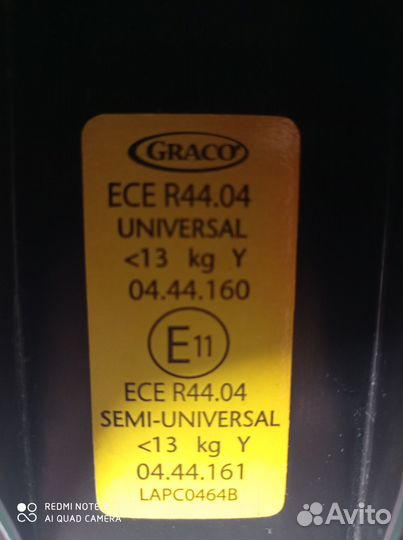 GRACO
ECE R44.04
UNIVERSAL
<13 kg Y
04.44.160
E11
ECE R44.04
SEMI-UNIVERSAL
<13 kg Y
04.44.161
LAPC0464B
REDMI NOTE
AI QUAD CAMERA
Avito